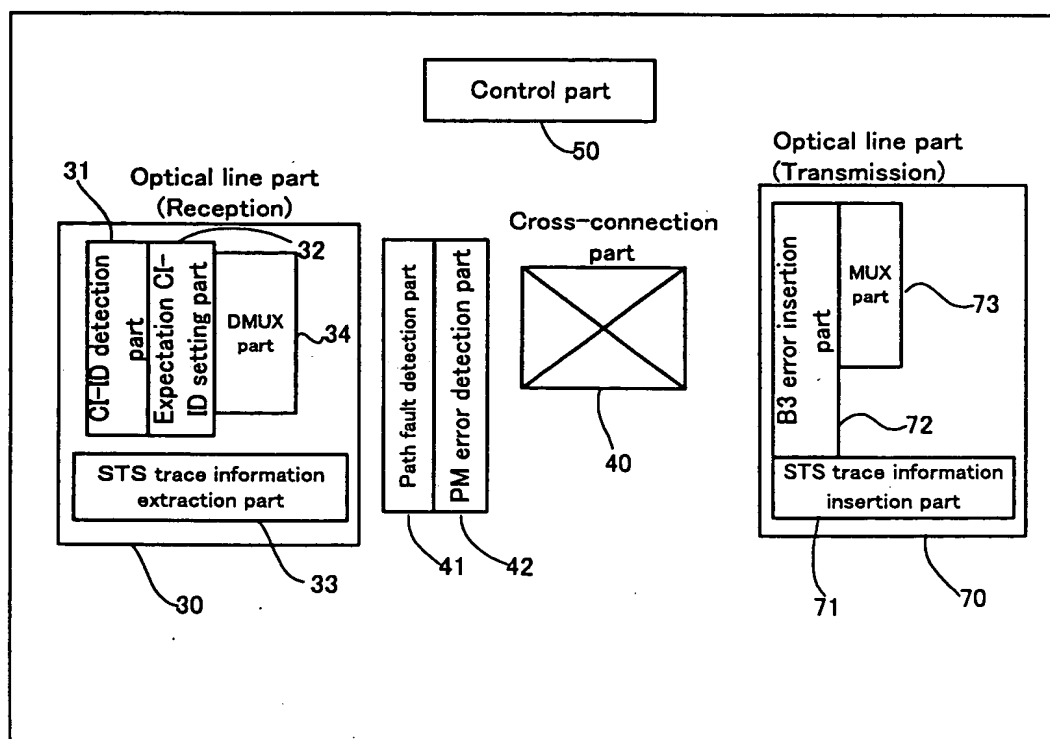 Control part
50
Optical line part
(Reception)
31
32
CI-ID detection
part
Expectation CI-
ID setting part
DMUX
part
34
STS trace information
extraction part
33
30
Path fault detection part
PM error detection part
41
42
Cross-connection
part
40
Optical line part
(Transmission)
B3 error insertion
part
MUX
part
73
72
STS trace information
insertion part
71
70